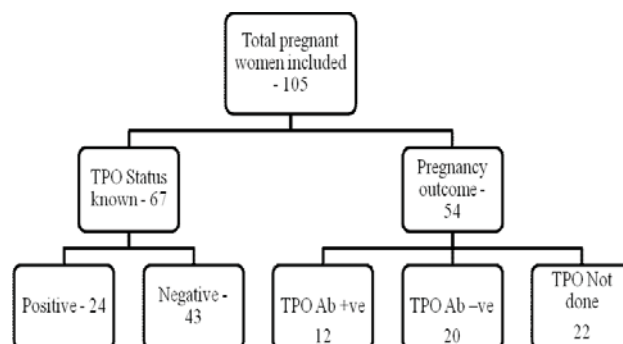 Total pregnant
women included
- 105
TPO Status
known - 67
Pregnancy
outcome -
54
Positive - 24
Negative -
43
TPO Ab +ve
12
TPO Ab –ve
20
TPO Not
done
22